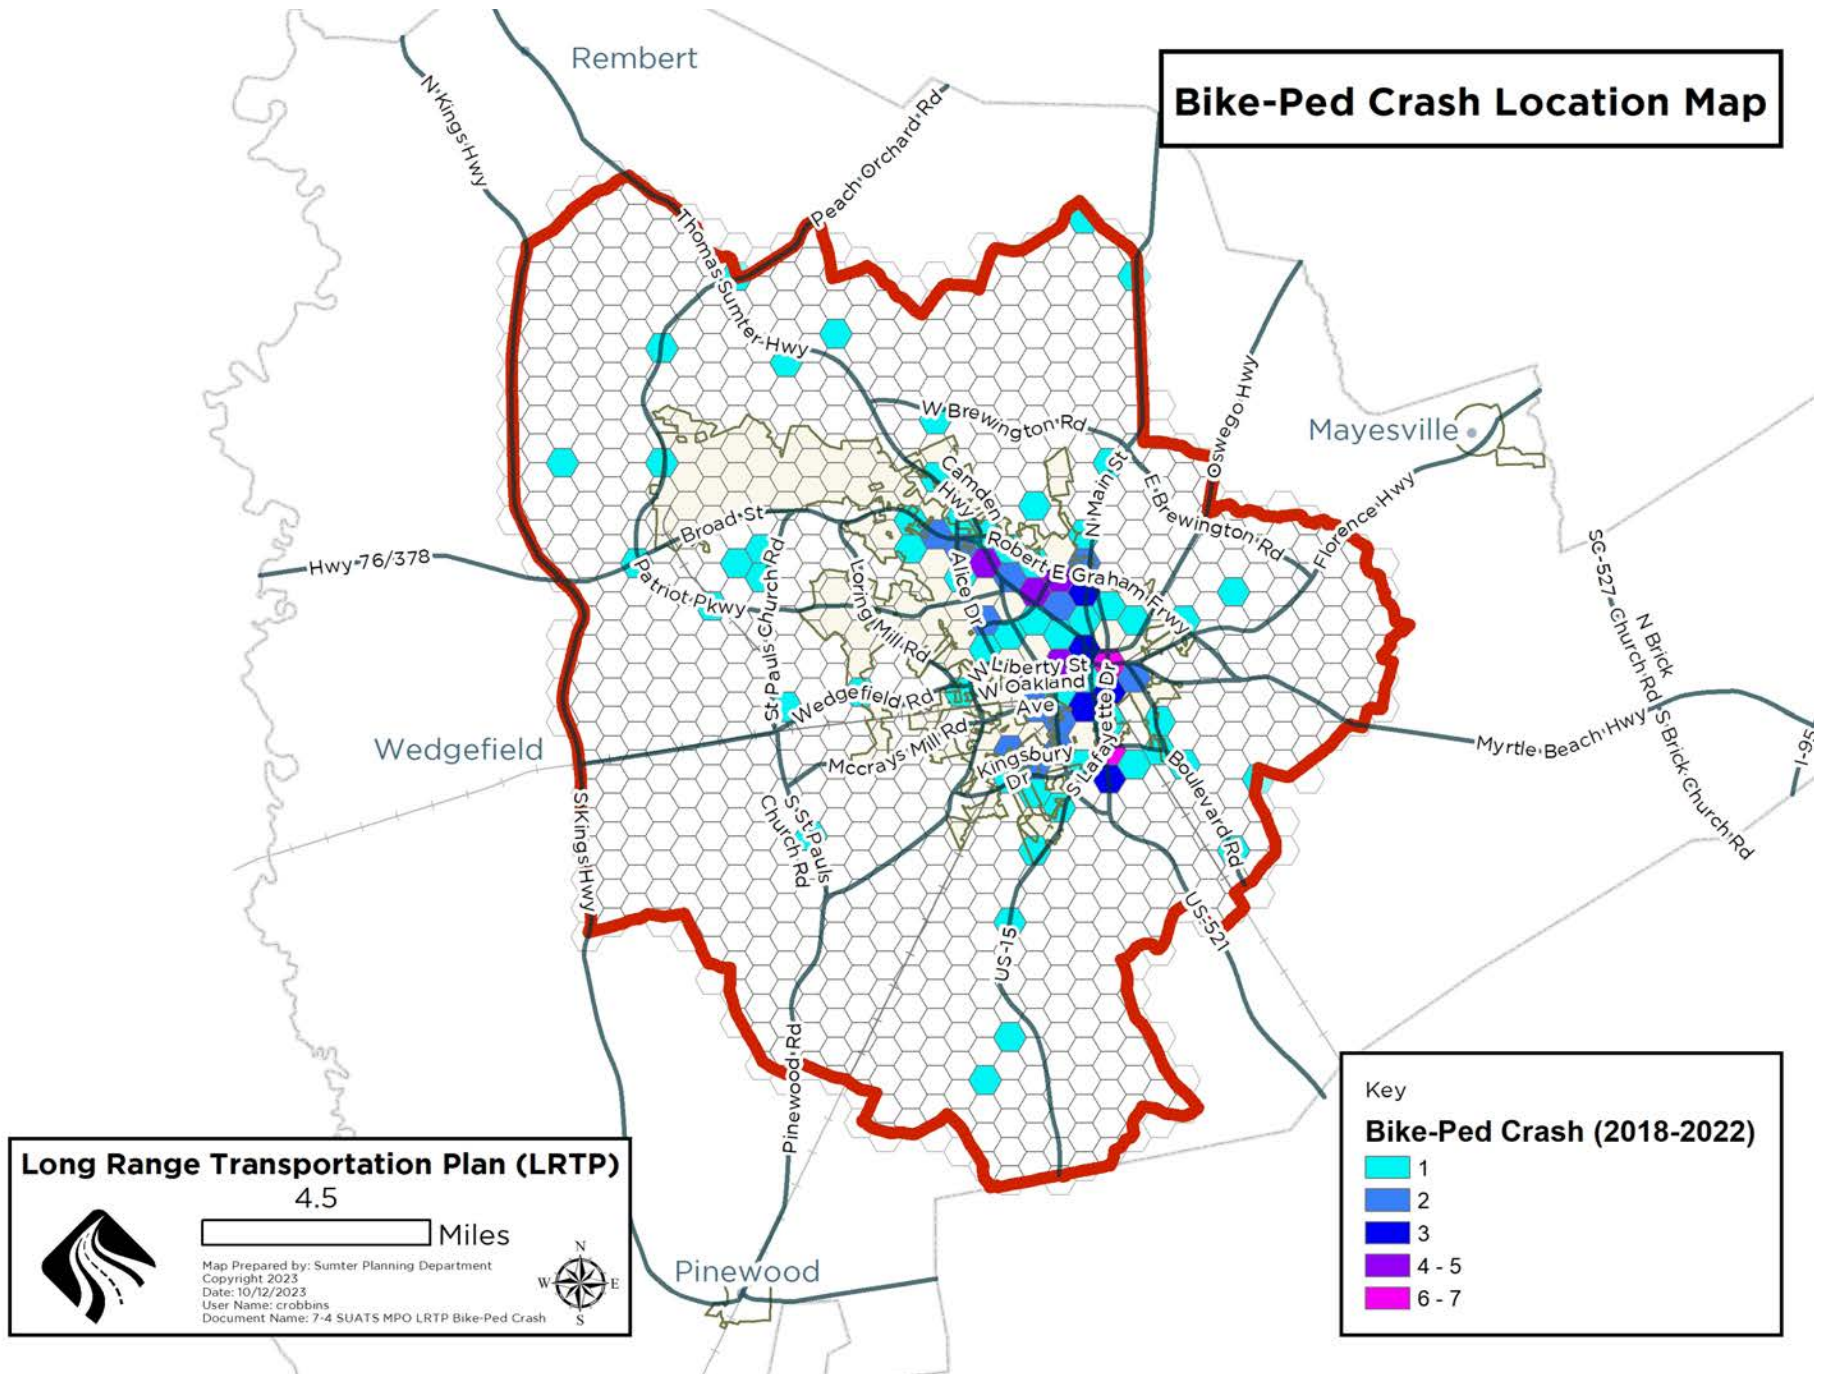 Rembert
Bike-Ped Crash Location Map
N Kings Hwy
Peach Orchard Rd
Thomas Sumter Hwy
W Brewington Rd
Oswego Hwy
Mayesville
Camden
Hwy
N Main St
E Brewington Rd
Florence Hwy
Broad St
Hwy 76/378
Robert E Graham Frwy
SC-527 Church Rd
N Brick
Patriot Pkwy
St Pauls Church Rd
Loring Mill Rd
Alice Dr
W Liberty St
W Oakland
Ave
Wedgefield Rd
Wedgefield
Mccrays Mill Rd
Kingsbury
Dr
S Lafayette Dr
Boulevard Rd
Myrtle Beach Hwy
S Brick Church Rd
I-95
S Kings Hwy
S St Pauls
Church Rd
US-521
US-15
Pinewood Rd
Pinewood
Long Range Transportation Plan (LRTP)
4.5
Miles
Map Prepared by: Sumter Planning Department
Copyright 2023
Date: 10/12/2023
User Name: crobbins
Document Name: 7-4 SUATS MPO LRTP Bike-Ped Crash
N
W
E
S
Key
Bike-Ped Crash (2018-2022)
1
2
3
4 - 5
6 - 7